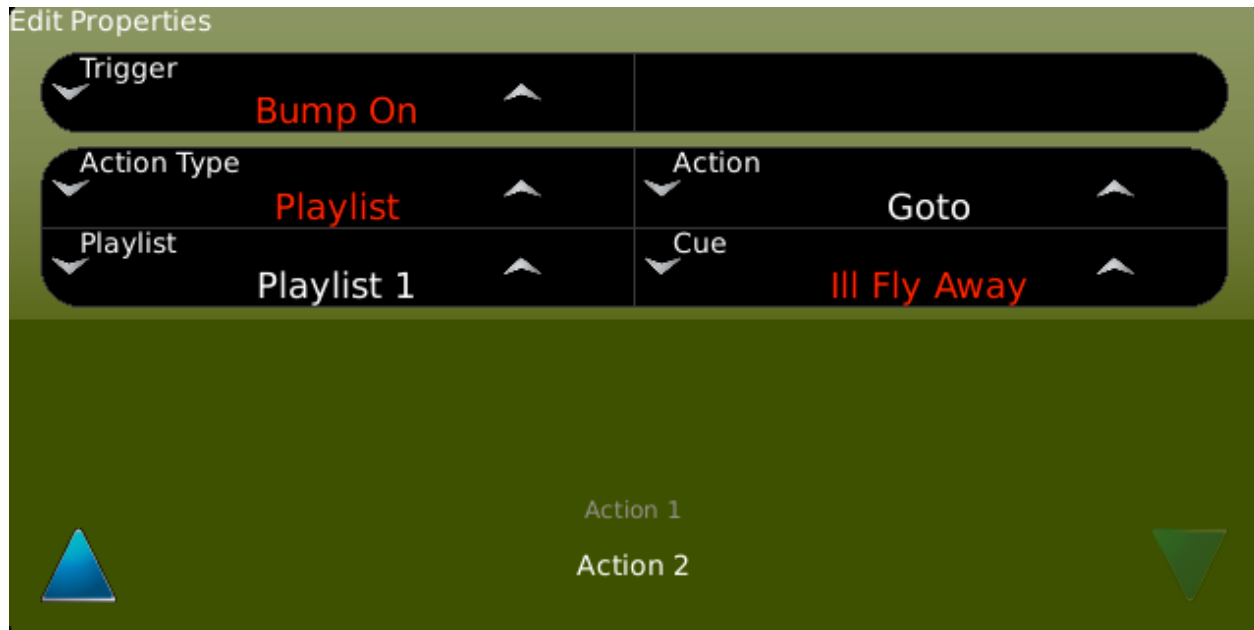 Edit Properties
Trigger
Bump On
Action Type
Playlist
Action
Goto
Playlist
Playlist 1
Cue
Ill Fly Away
Action 1
Action 2